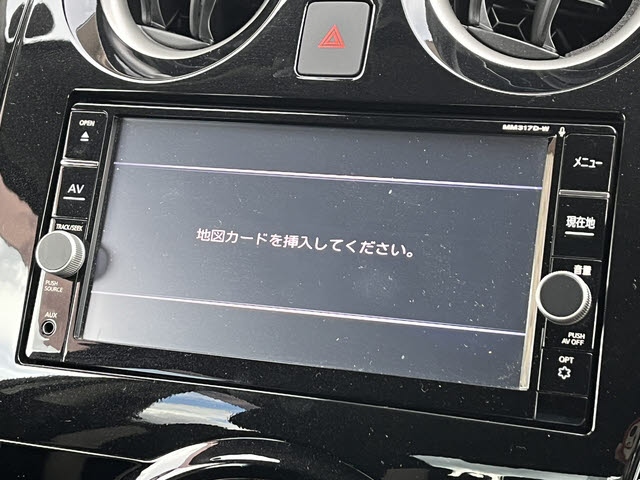 OPEN
MM317D-W
AV
メニュー
TRACK/SEEK
現在地
地図カードを挿入してください。
音量
PUSH
SOURCE
PUSH
AV OFF
AUX
OPT